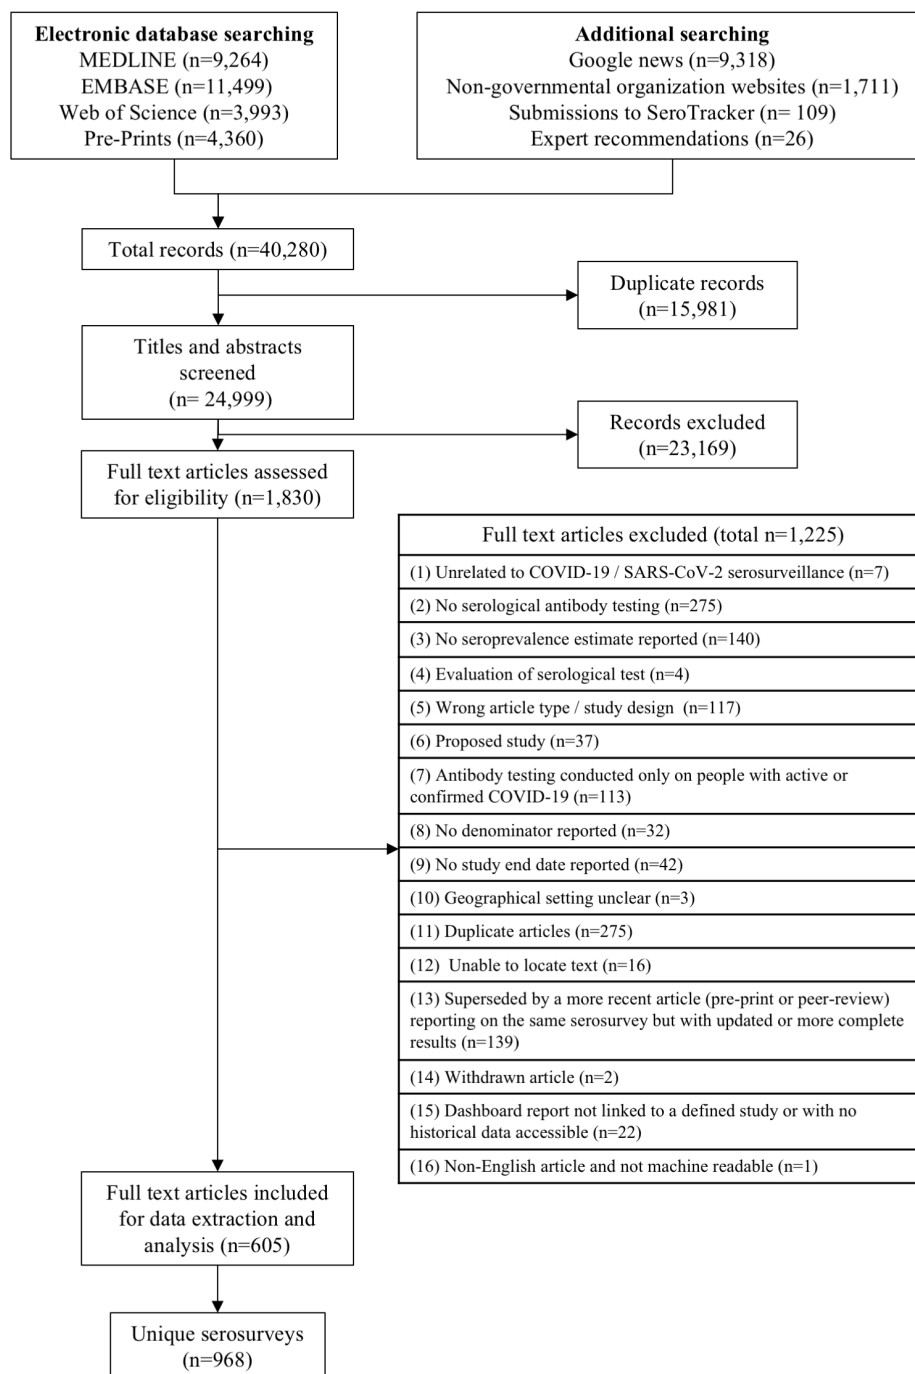 Electronic database searching
MEDLINE (n=9,264)
EMBASE (n=11,499)
Web of Science (n=3,993)
Pre-Prints (n=4,360)
Additional searching
Google news (n=9,318)
Non-governmental organization websites (n=1,711)
Submissions to SeroTracker (n= 109)
Expert recommendations (n=26)
Total records (n=40,280)
Duplicate records
(n=15,981)
Titles and abstracts
screened
(n= 24,999)
Records excluded
(n=23,169)
Full text articles assessed
for eligibility (n=1,830)
Full text articles excluded (total n=1,225)
(1) Unrelated to COVID-19 / SARS-CoV-2 serosurveillance (n=7)
(2) No serological antibody testing (n=275)
(3) No seroprevalence estimate reported (n=140)
(4) Evaluation of serological test (n=4)
(5) Wrong article type / study design (n=117)
(6) Proposed study (n=37)
(7) Antibody testing conducted only on people with active or
confirmed COVID-19 (n=113)
(8) No denominator reported (n=32)
(9) No study end date reported (n=42)
(10) Geographical setting unclear (n=3)
(11) Duplicate articles (n=275)
(12) Unable to locate text (n=16)
(13) Superseded by a more recent article (pre-print or peer-review)
reporting on the same serosurvey but with updated or more complete
results (n=139)
(14) Withdrawn article (n=2)
(15) Dashboard report not linked to a defined study or with no
historical data accessible (n=22)
(16) Non-English article and not machine readable (n=1)
Full text articles included
for data extraction and
analysis (n=605)
Unique serosurveys
(n=968)